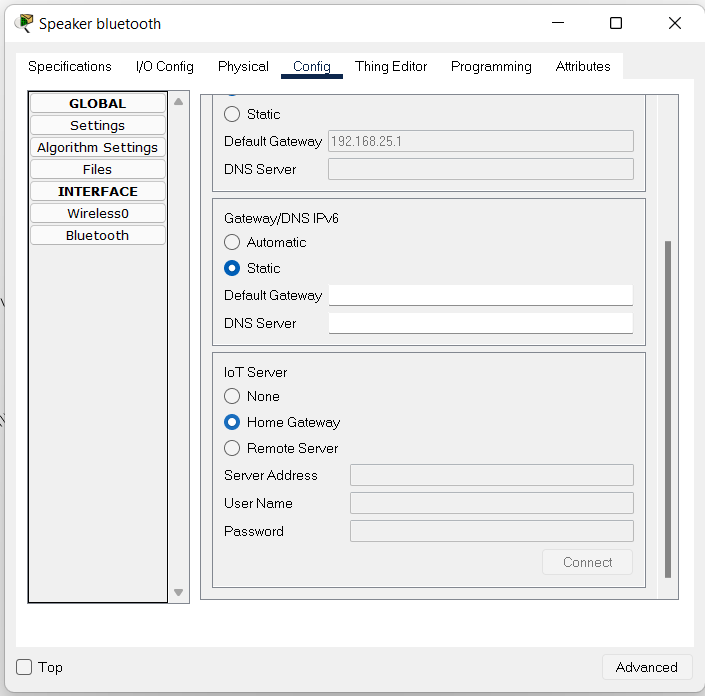 Speaker bluetooth
Specifications I/O Config Physical Config Thing Editor Programming Attributes
GLOBAL
Settings
Algorithm Settings
Files
INTERFACE
Wireless0
Bluetooth
Static
Default Gateway 192.168.25.1
DNS Server
Gateway/DNS IPv6
Automatic
Static
Default Gateway
DNS Server
IoT Server
None
Home Gateway
Remote Server
Server Address
User Name
Password
Connect
Top
Advanced